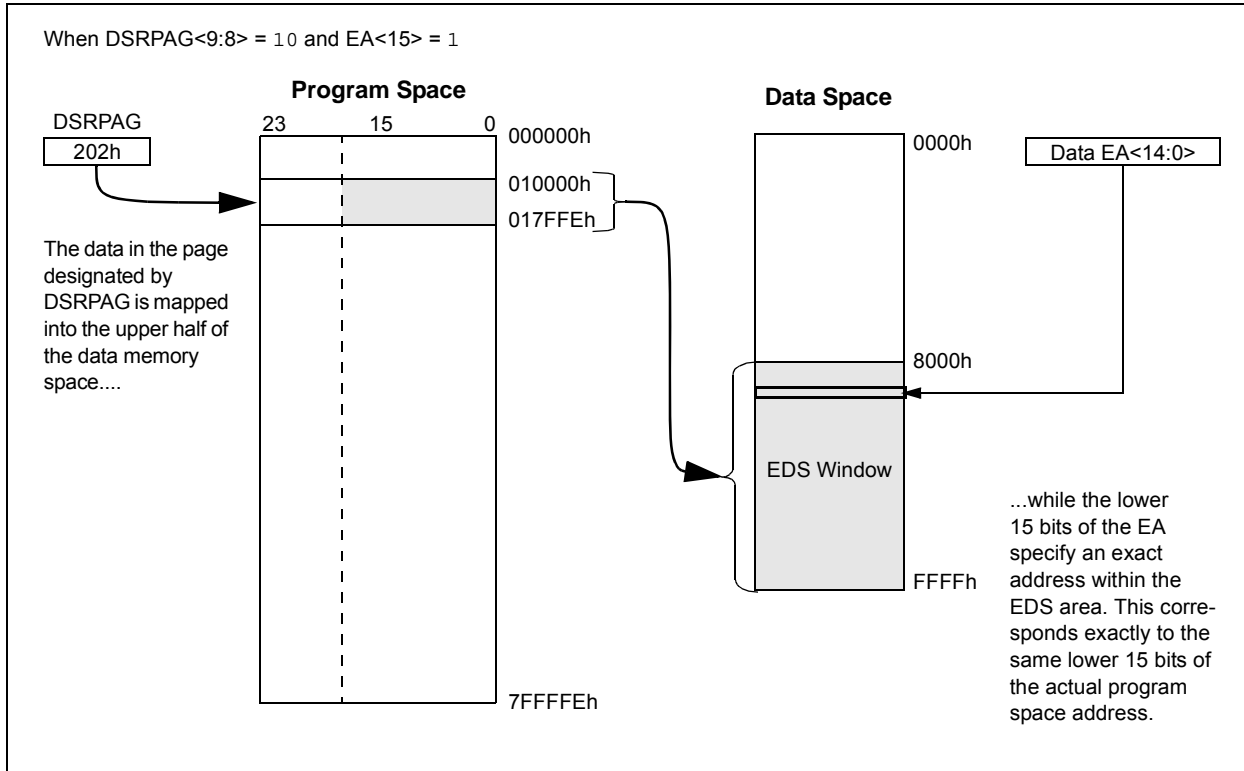 When DSRPAG<9:8> = 10 and EA<15> = 1
Program Space
Data Space
DSRPAG
202h
23 15 0
000000h
010000h
017FFEh
7FFFFEh
The data in the page
designated by
DSRPAG is mapped
into the upper half of
the data memory
space....
0000h
8000h
EDS Window
FFFFh
Data EA<14:0>
...while the lower
15 bits of the EA
specify an exact
address within the
EDS area. This corre-
sponds exactly to the
same lower 15 bits of
the actual program
space address.